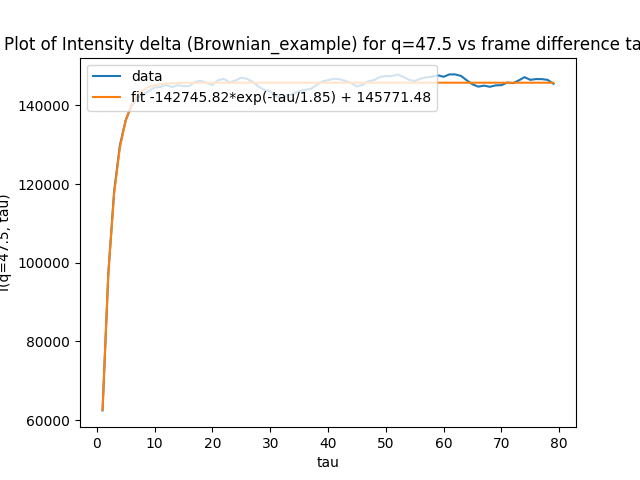 Plot of Intensity delta (Brownian_example) for q=47.5 vs frame difference ta
data
fit -142745.82*exp(-tau/1.85) + 145771.48
140000
120000
100000
80000
60000
I(q=47.5, tau)
0 10 20 30 40 50 60 70 80
tau